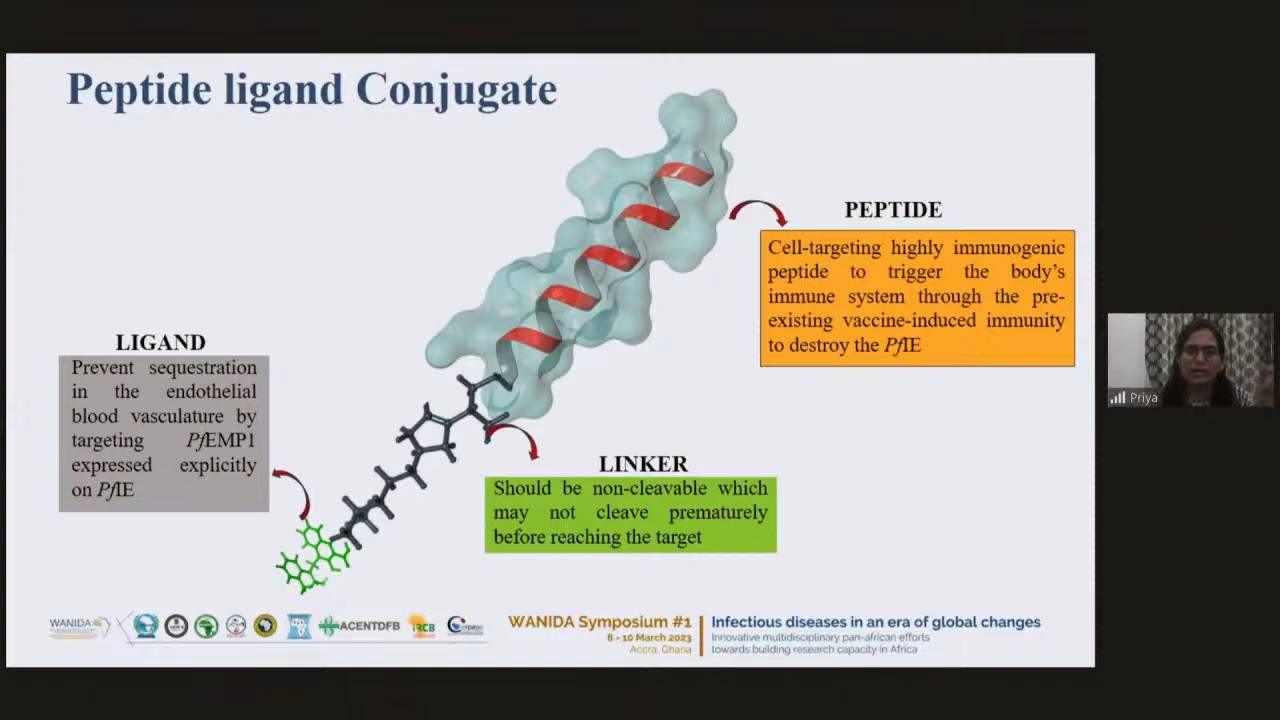 Peptide ligand Conjugate
PEPTIDE
Cell-targeting highly immunogenic
peptide to trigger the body's
immune system through the pre-
existing vaccine-induced immunity
to destroy the PfIE
LIGAND
Prevent sequestration
in the endothelial
blood vasculature by
targeting PfEMP1
expressed explicitly
on PfIE
LINKER
Should be non-cleavable which
may not cleave prematurely
before reaching the target
Priya
WANIDA
ACENTDFB
IRCB
WANIDA Symposium #1
8 - 10 March 2023
Accra, Ghana
Infectious diseases in an era of global changes
Innovative multidisciplinary pan-african efforts
towards building research capacity in Africa